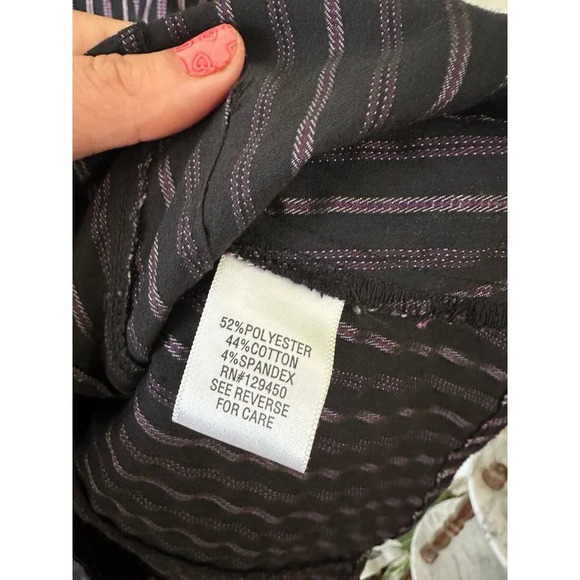 52%POLYESTER
44%COTTON
4%SPANDEX
RN#129450
SEE REVERSE
FOR CARE